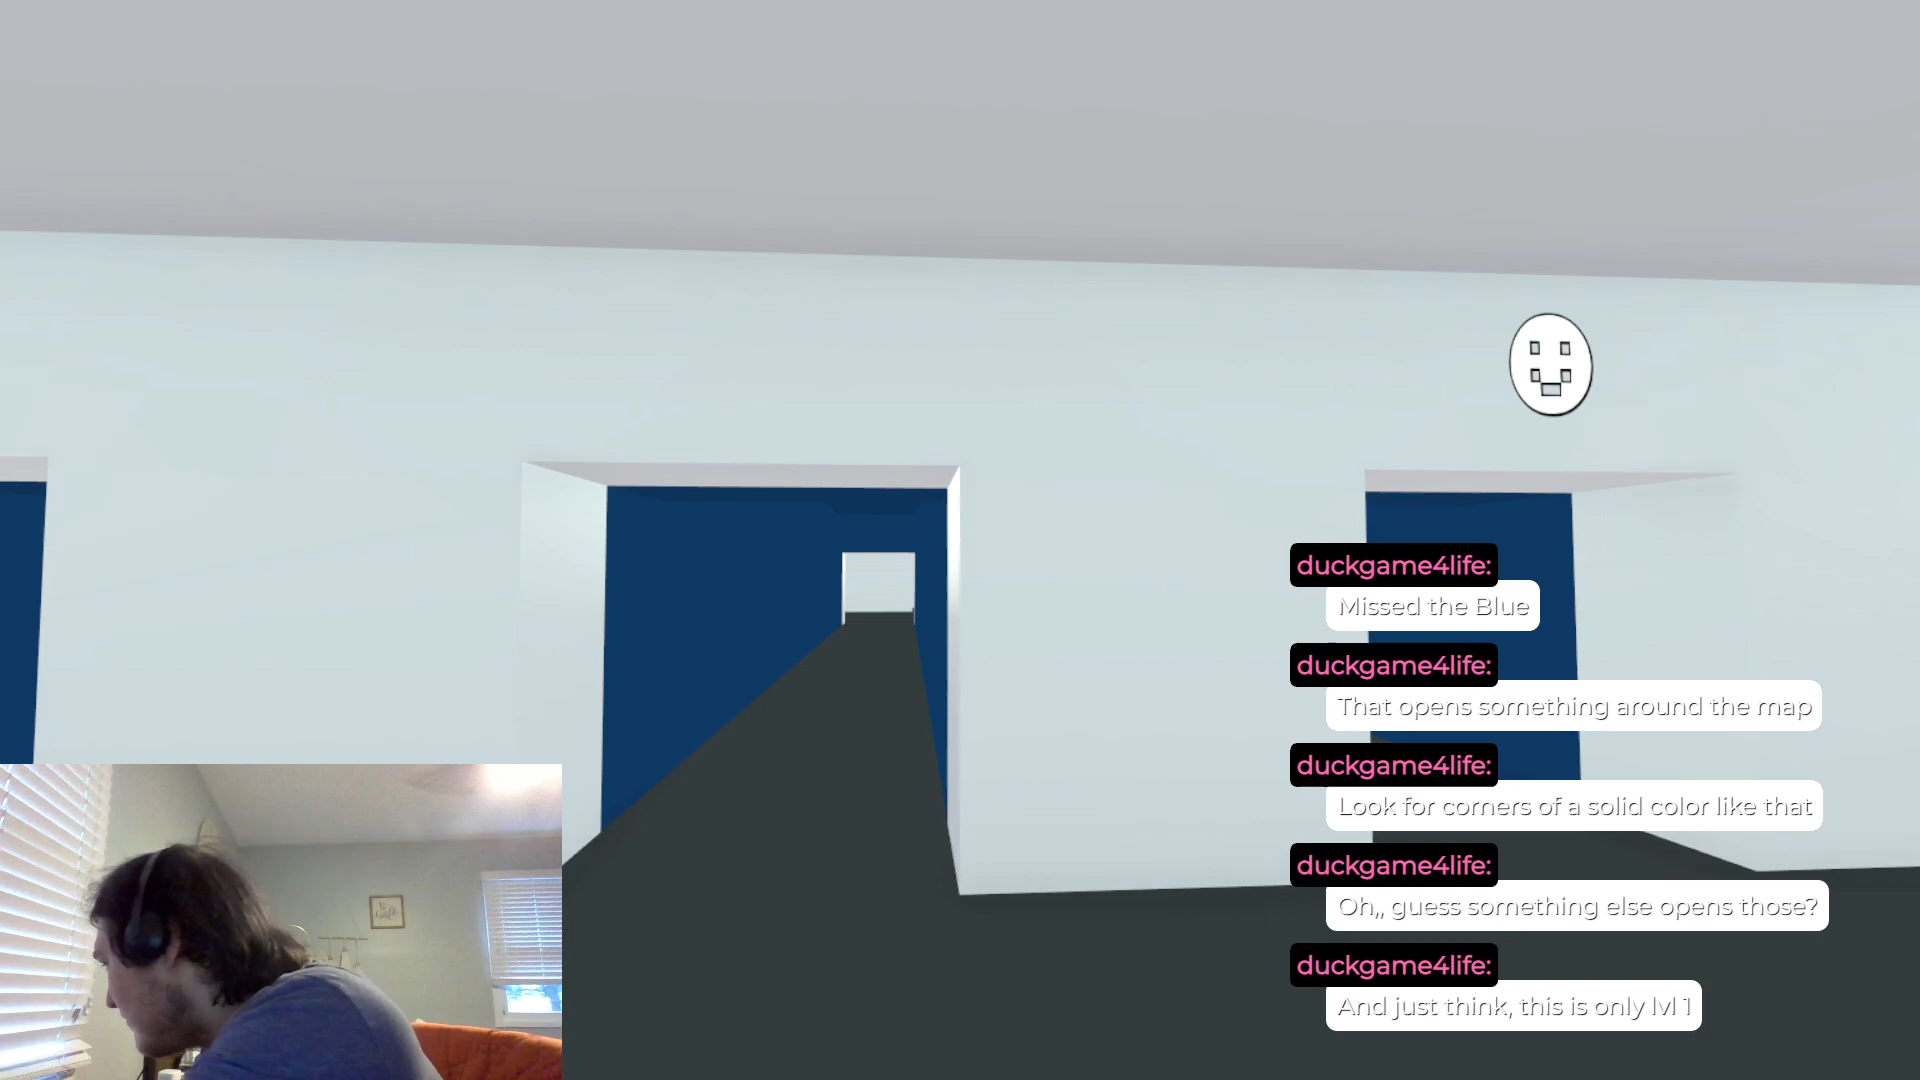 duckgame4life:
Missed the Blue
duckgame4life:
That opens something around the map
duckgame4life:
Look for corners of a solid color like that
duckgame4life:
Oh,, guess something else opens those?
duckgame4life:
And just think, this is only lvl 1